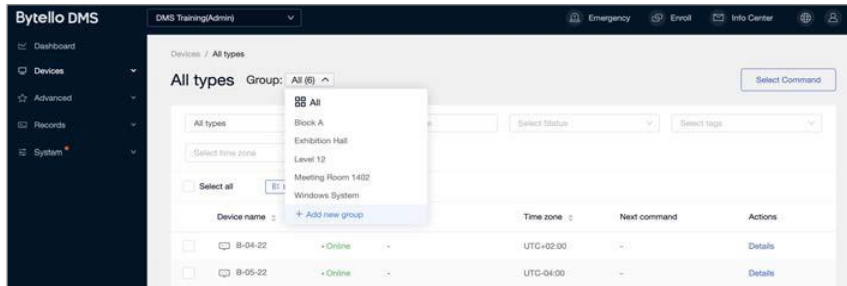 Bytello DMS
DMS Training(Admin)
Emergency
Enroll
Info Center
Dashboard
Devices
Advanced
Records
System
Devices / All types
All types Group: All (6)
Select Command
All
Block A
Exhibition Hall
Level 12
Meeting Room 1402
Windows System
+ Add new group
All types
Select Status
Select tags
Select time zone
Select all
Device name
Time zone
Next command
Actions
B-04-22 • Online - UTC+02:00 - Details
B-05-22 • Online - UTC-04:00 - Details